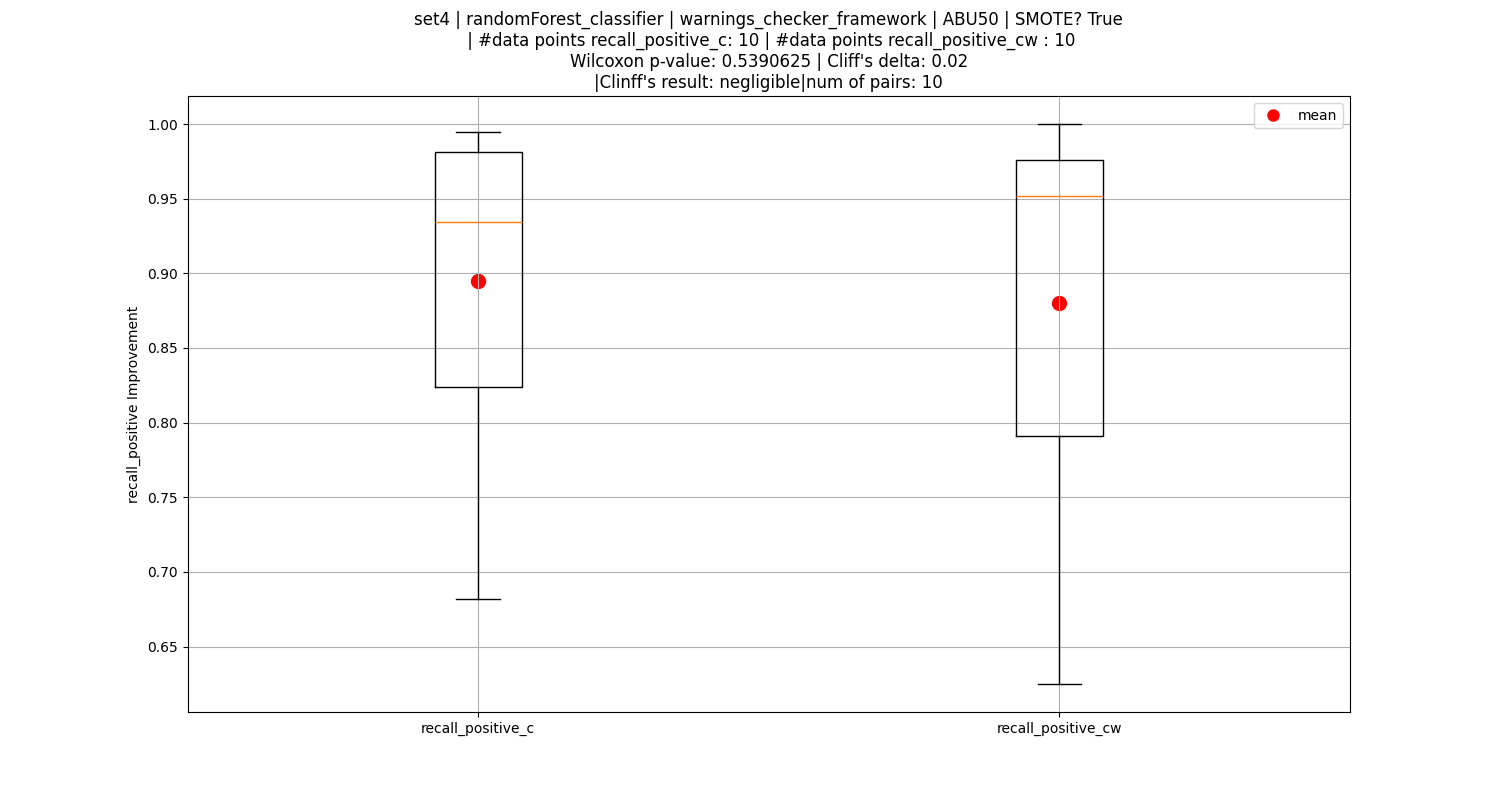 set4 | randomForest_classifier | warnings_checker_framework | ABU50 | SMOTE? True
| #data points recall_positive_c: 10 | #data points recall_positive_cw : 10
Wilcoxon p-value: 0.5390625 | Cliff's delta: 0.02
|Clinff's result: negligible|num of pairs: 10
mean
1.00
0.95
0.90
0.85
0.80
0.75
0.70
0.65
recall_positive Improvement
recall_positive_c
recall_positive_cw